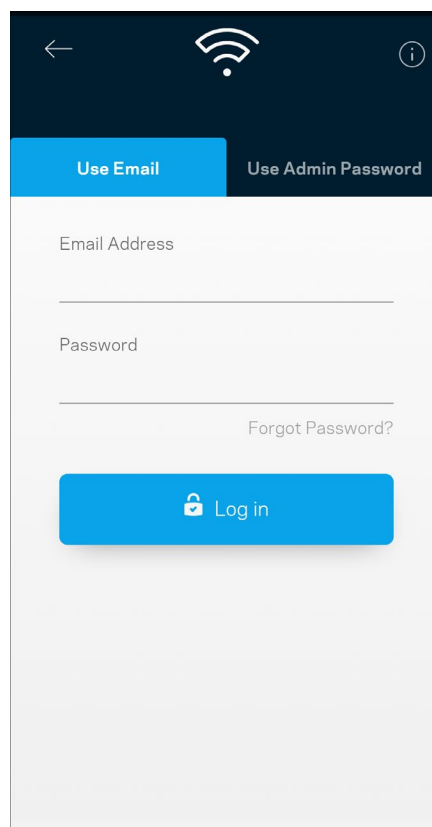 Use Email
Use Admin Password
Email Address
Password
Forgot Password?
Log in